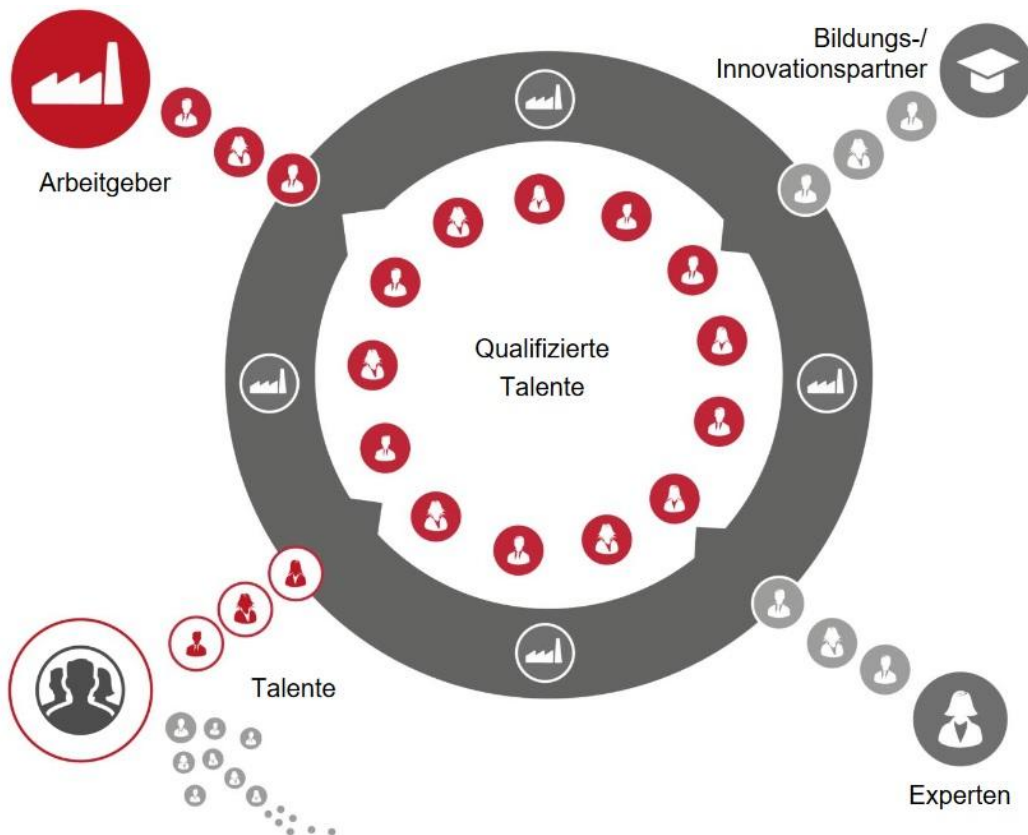 Bildungs-/
Innovationspartner
Arbeitgeber
Qualifizierte
Talente
Talente
Experten